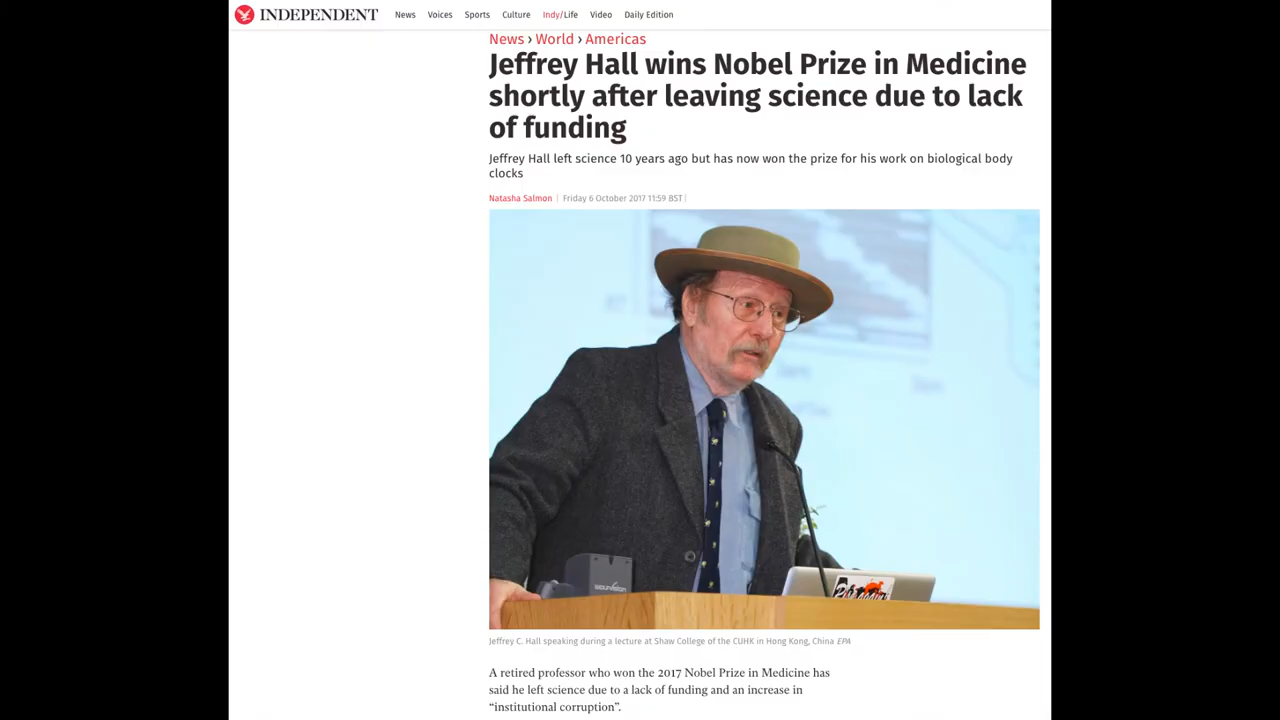 INDEPENDENT News Voices Sports Culture Indy/Life Video Daily Edition
News › World › Americas
Jeffrey Hall wins Nobel Prize in Medicine
shortly after leaving science due to lack
of funding
Jeffrey Hall left science 10 years ago but has now won the prize for his work on biological body
clocks
Natasha Salmon | Friday 6 October 2017 11:59 BST |
Jeffrey C. Hall speaking during a lecture at Shaw College of the CUHK in Hong Kong, China EPA
A retired professor who won the 2017 Nobel Prize in Medicine has
said he left science due to a lack of funding and an increase in
“institutional corruption”.